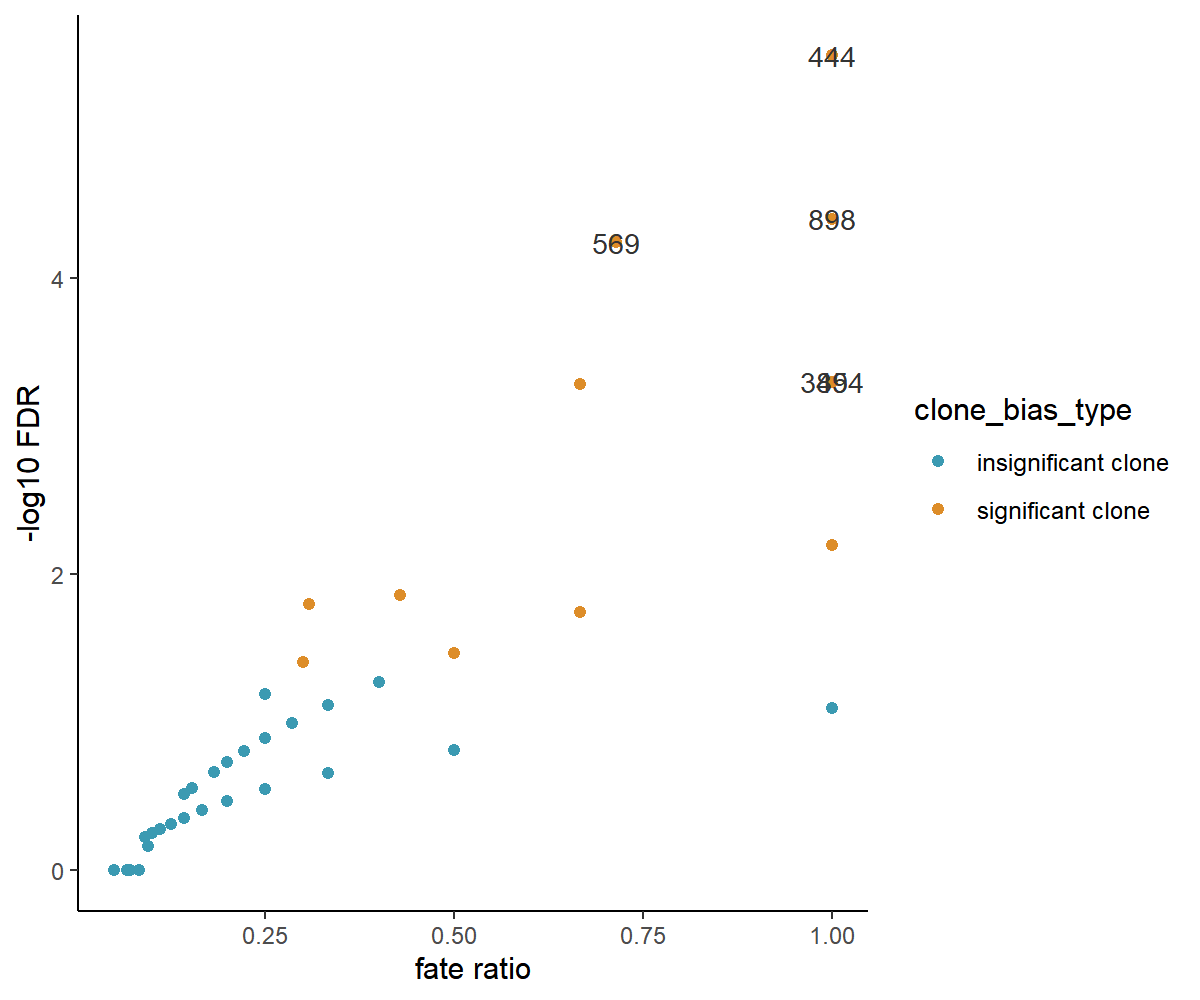 444
898
569
4
2
0
0.25 0.50 0.75 1.00
fate ratio
-log10 FDR
clone_bias_type
insignificant clone
significant clone